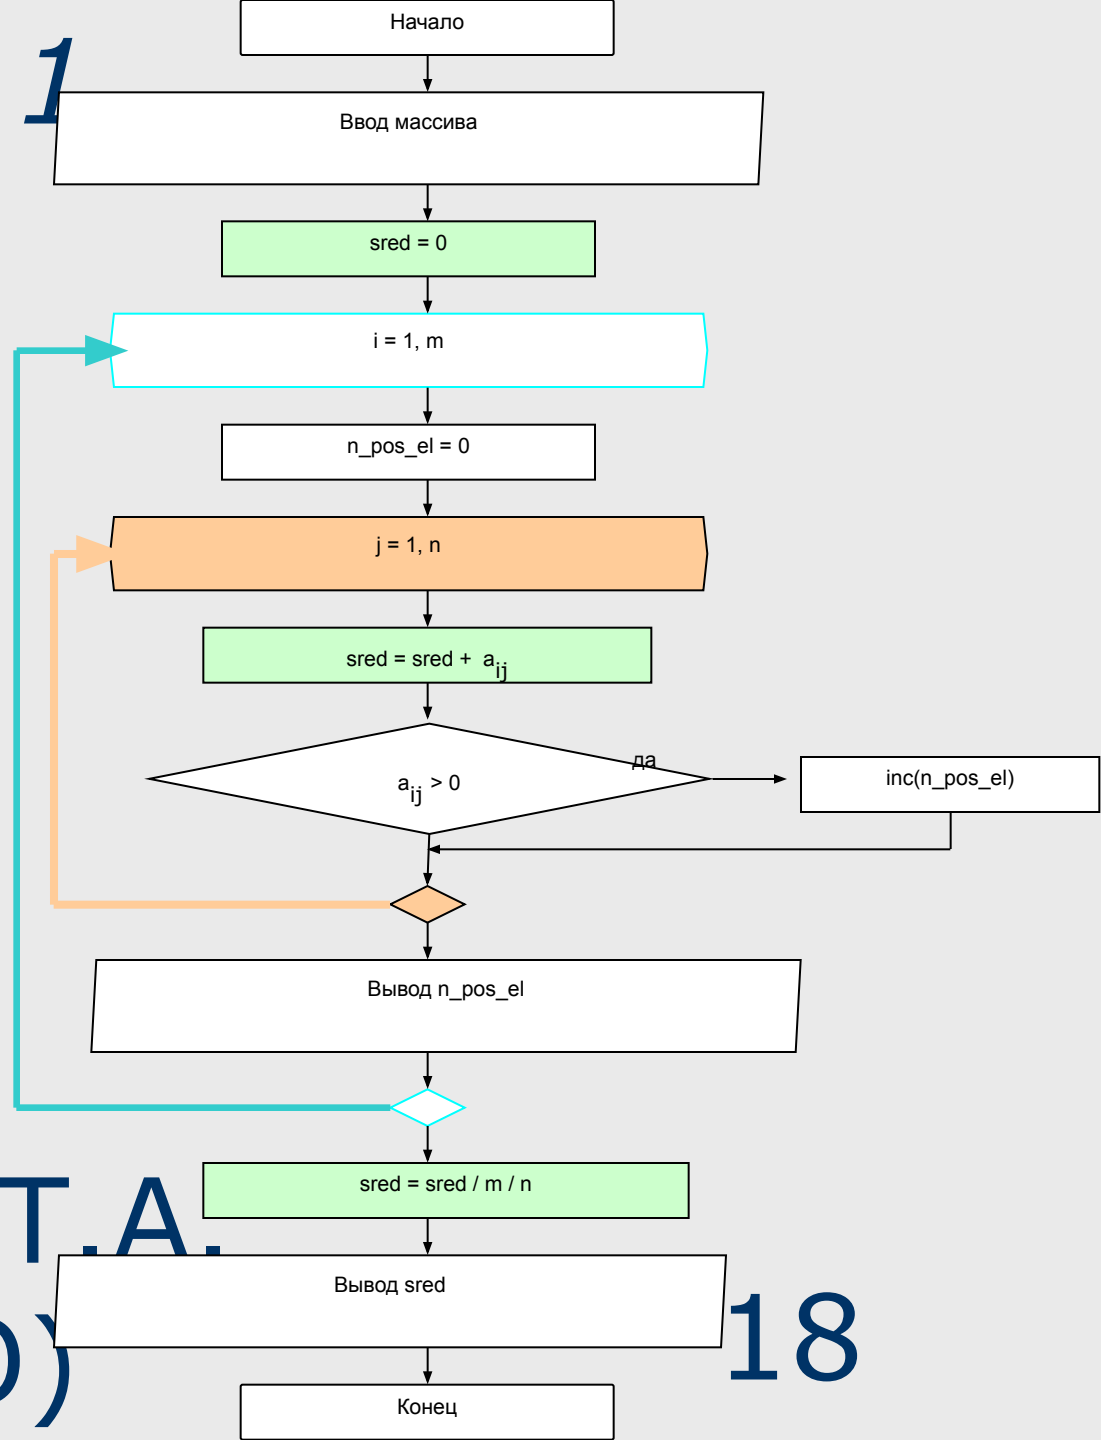 1
Начало
Ввод массива
sred = 0
i = 1, m
n_pos_el = 0
j = 1, n
sred = sred + aij
да
aij > 0
inc(n_pos_el)
Вывод n_pos_el
sred = sred / m / n
Т.А.
Вывод sred
18
Конец